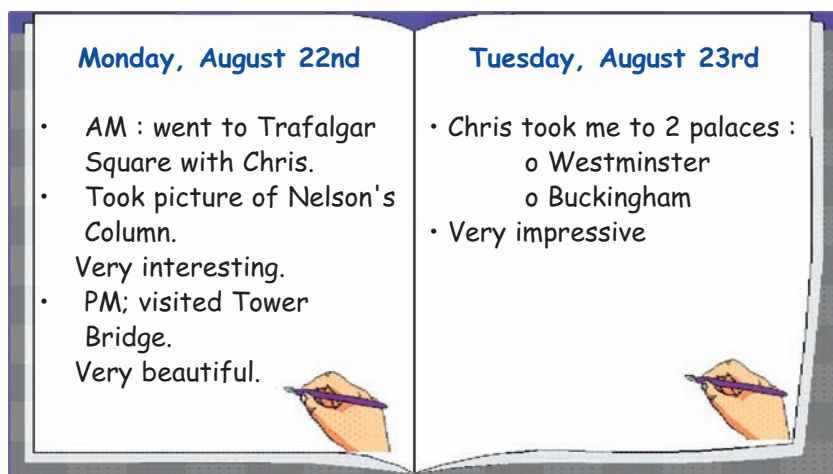 Monday, August 22nd
• AM : went to Trafalgar
Square with Chris.
• Took picture of Nelson's
Column.
Very interesting.
• PM; visited Tower
Bridge.
Very beautiful.
Tuesday, August 23rd
• Chris took me to 2 palaces :
o Westminster
o Buckingham
• Very impressive